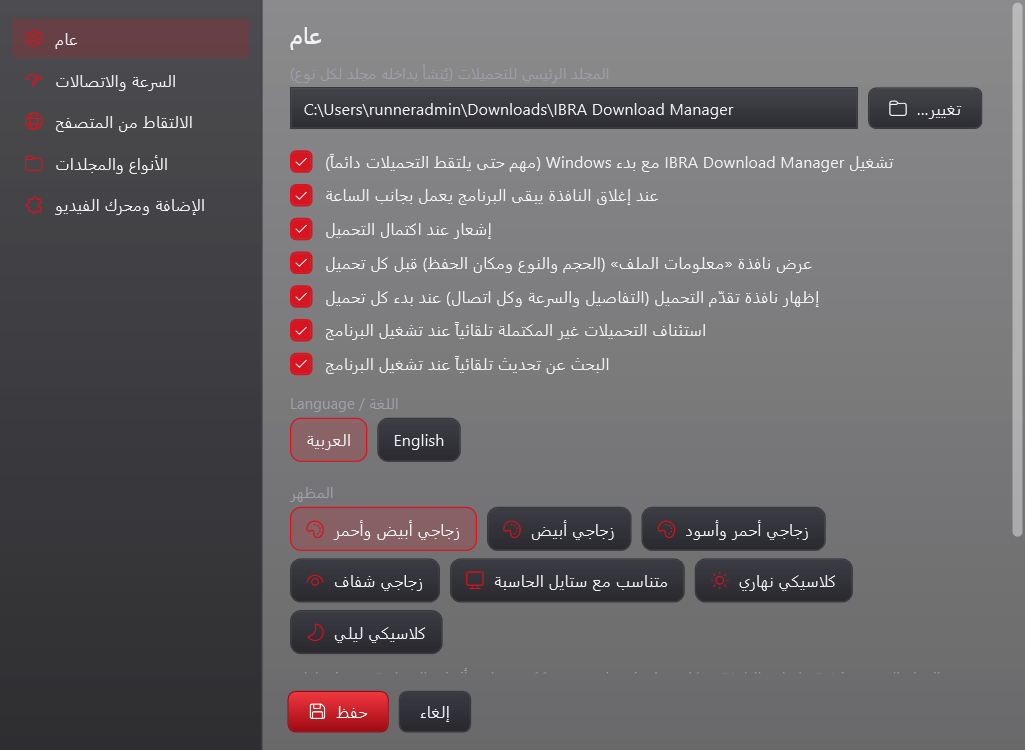 عام
السرعة والاتصالات
الالتقاط من المتصفح
الأنواع والمجلدات
الإضافة ومحرك الفيديو
عام
المجلد الرئيسي للتحميلات (يُنشأ بداخله مجلد لكل نوع)
C:\Users\runneradmin\Downloads\IBRA Download Manager
تغيير...
تشغيل IBRA Download Manager مع بدء Windows (مهم حتى يلتقط التحميلات دائماً)
عند إغلاق النافذة يبقى البرنامج يعمل بجانب الساعة
إشعار عند اكتمال التحميل
عرض نافذة «معلومات الملف» (الحجم والنوع ومكان الحفظ) قبل كل تحميل
إظهار نافذة تقدّم التحميل (التفاصيل والسرعة وكل اتصال) عند بدء كل تحميل
استئناف التحميلات غير المكتملة تلقائياً عند تشغيل البرنامج
البحث عن تحديث تلقائياً عند تشغيل البرنامج
اللغة / Language
العربية
English
المظهر
زجاجي أبيض وأحمر
زجاجي أبيض
زجاجي أحمر وأسود
زجاجي شفاف
متناسب مع ستايل الحاسبة
كلاسيكي نهاري
كلاسيكي ليلي
حفظ
إلغاء